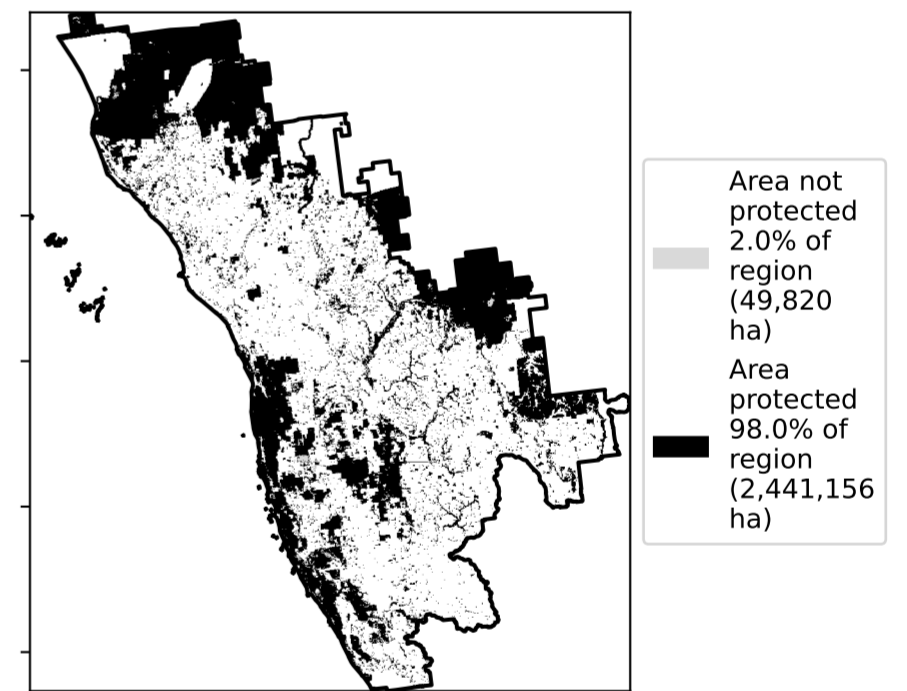 Area not
protected
2.0% of
region
(49,820
ha)
Area
protected
98.0% of
region
(2,441,156
ha)